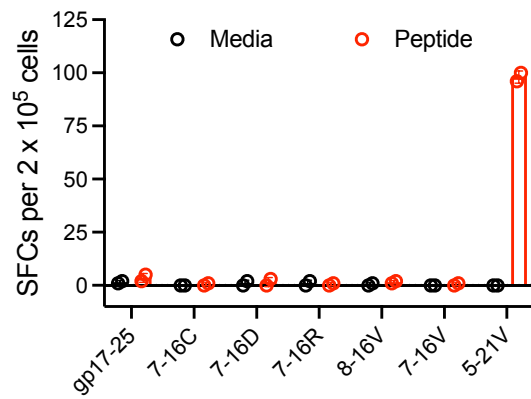 Media
Peptide
SFCs per 2 x 10⁵ cells
125
100
75
50
25
0
gp17-25
7-16C
7-16D
7-16R
8-16V
7-16V
5-21V